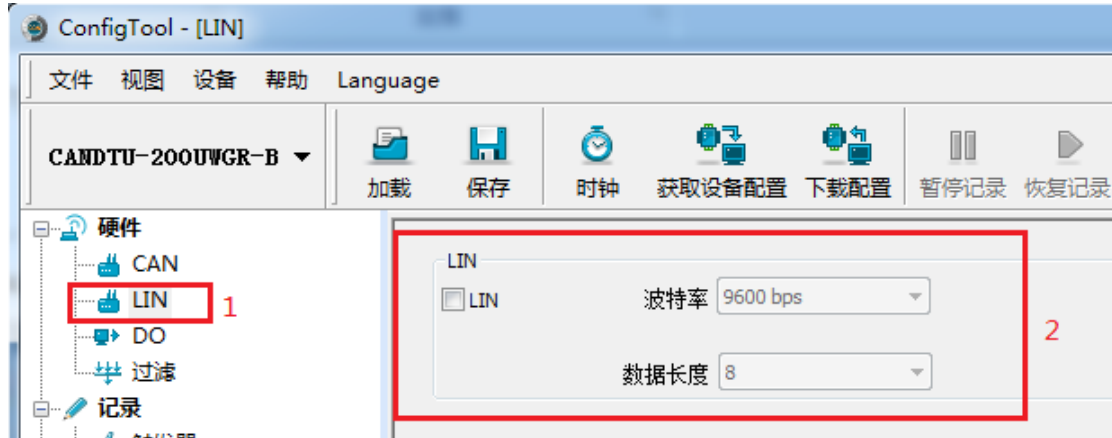 ConfigTool - [LIN]
文件 视图 设备 帮助 Language
CANDTU-200UWGR-B
加载 保存 时钟 获取设备配置 下载配置 暂停记录 恢复记录
硬件
CAN
LIN
1
DO
过滤
记录
LIN
LIN 波特率 9600 bps
数据长度 8
2